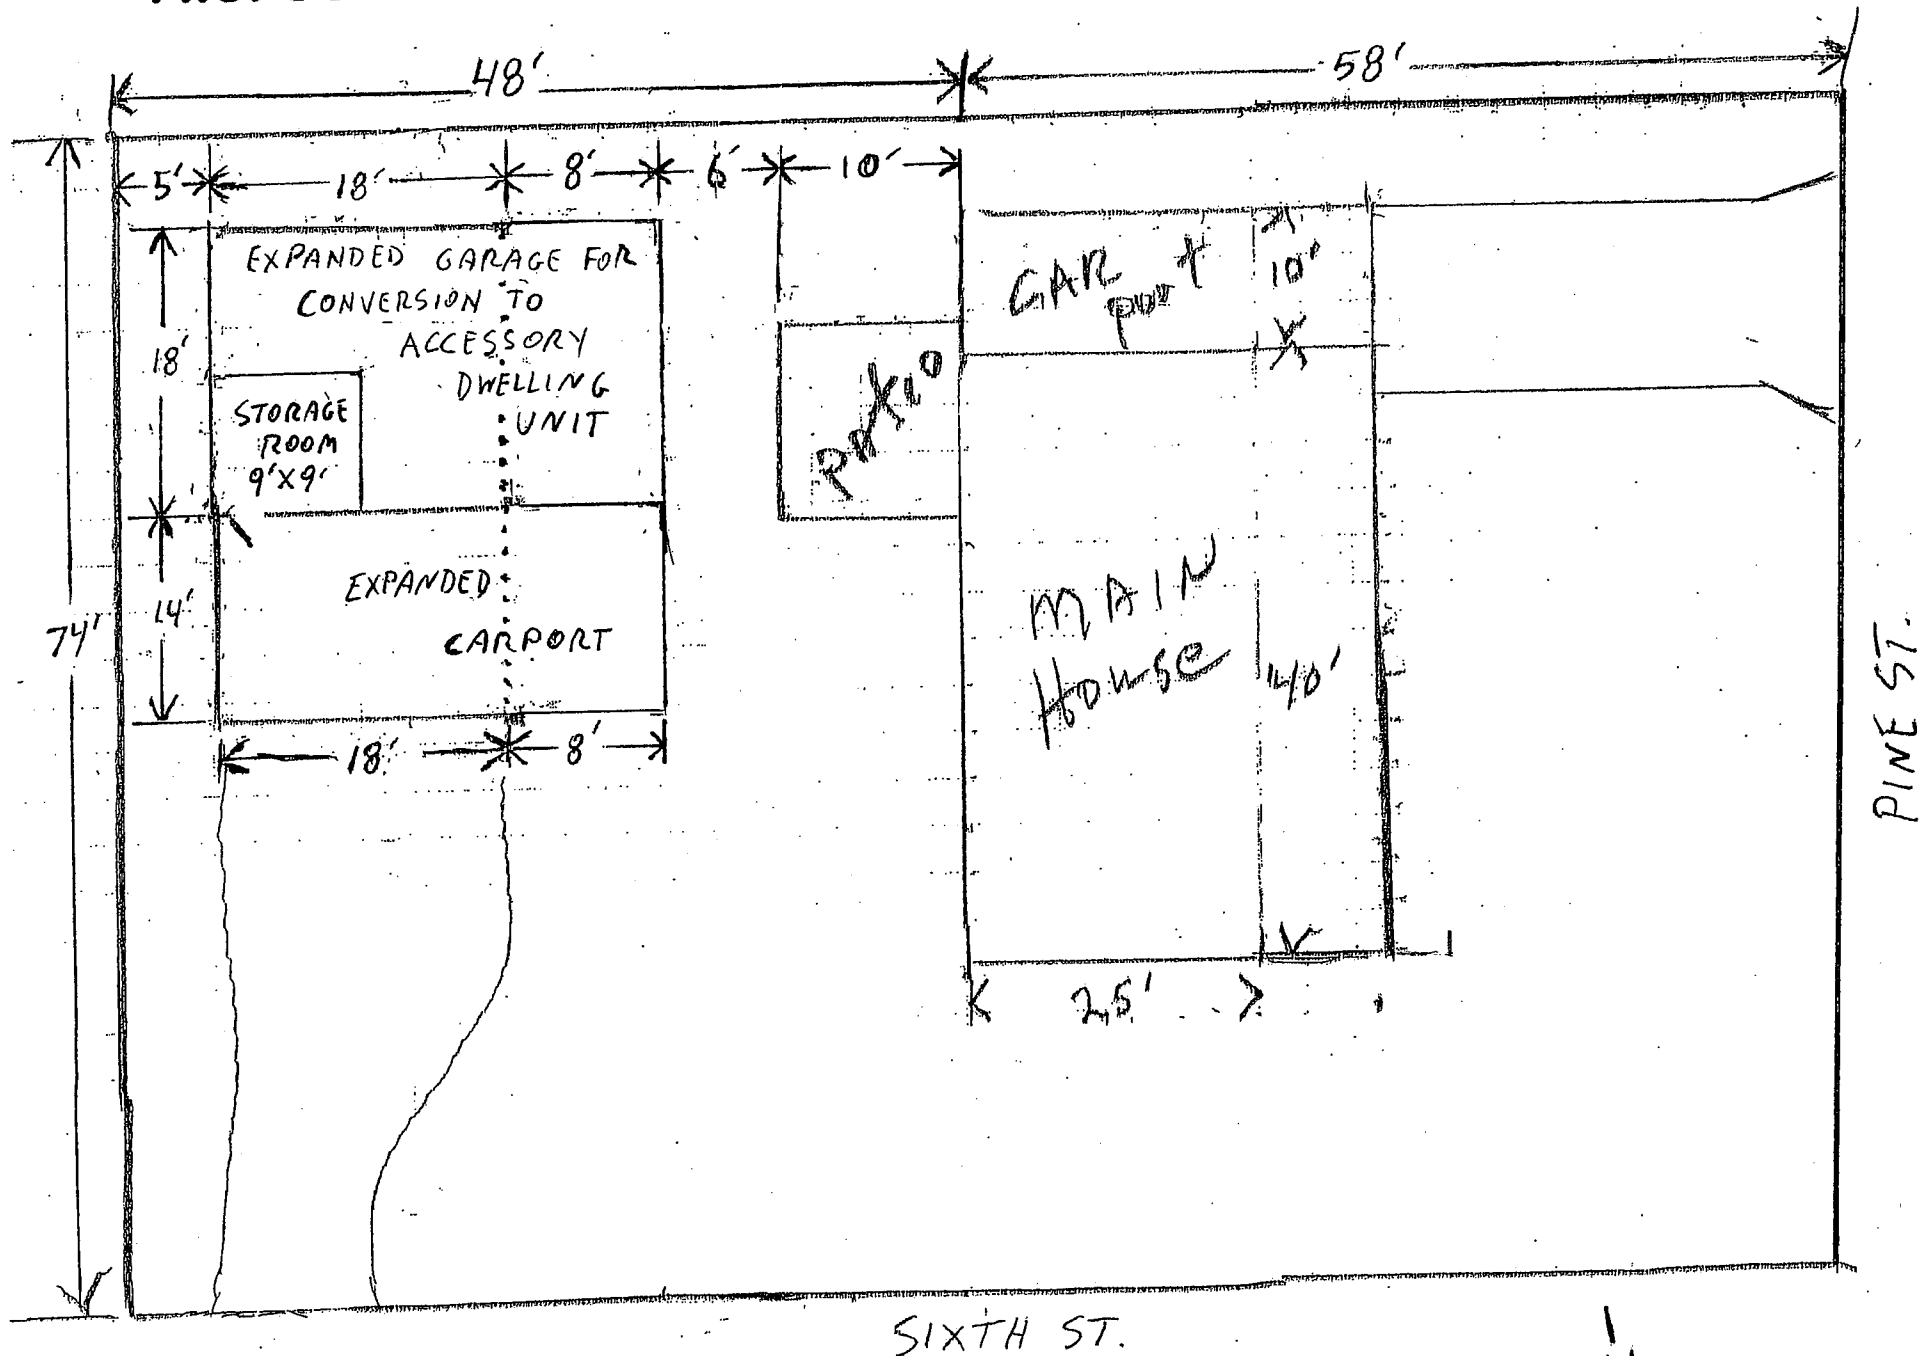 48'
58'
5'
18'
8'
6'
10'
EXPANDED GARAGE FOR
CONVERSION TO
ACCESSORY
DWELLING
UNIT
18'
STORAGE
ROOM
9'X9'
CAR
port
10'
Patio
EXPANDED
CARPORT
14'
74'
MAIN
House
40'
18'
8'
25'
PINE ST.
SIXTH ST.